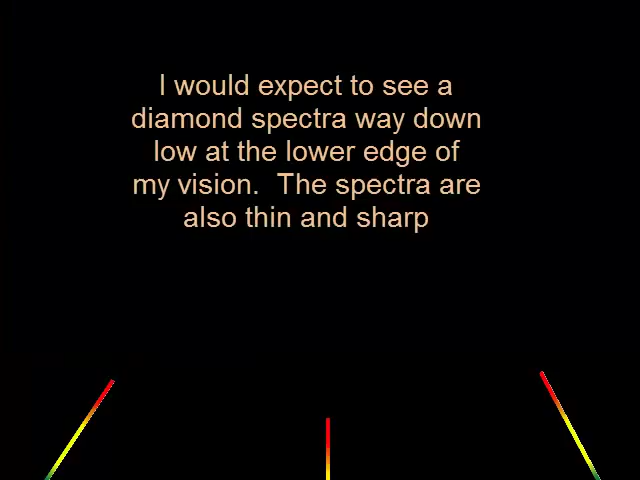 I would expect to see a
diamond spectra way down
low at the lower edge of
my vision.  The spectra are
also thin and sharp